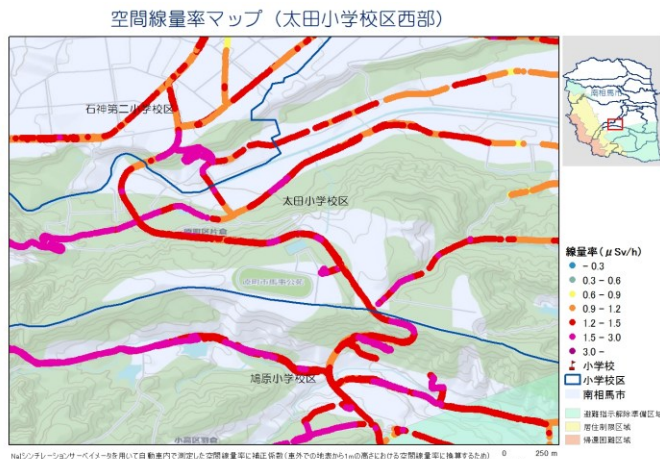 空間線量率マップ（太田小学校区西部）
石神第二小学校区
太田小学校区
鳩原小学校区
南相馬市
線量率（μSv/h）
- 0.3
0.3 - 0.6
0.6 - 0.9
0.9 - 1.2
1.2 - 1.5
1.5 - 3.0
3.0 -
小学校
小学校区
南相馬市
避難指示解除準備区域
居住制限区域
帰還困難区域
NaIシンチレーションサーベイメータを用いて自動車内で測定した空間線量率に補正係数（車外での地表から1mの高さにおける空間線量率に換算するため）
0 250 m